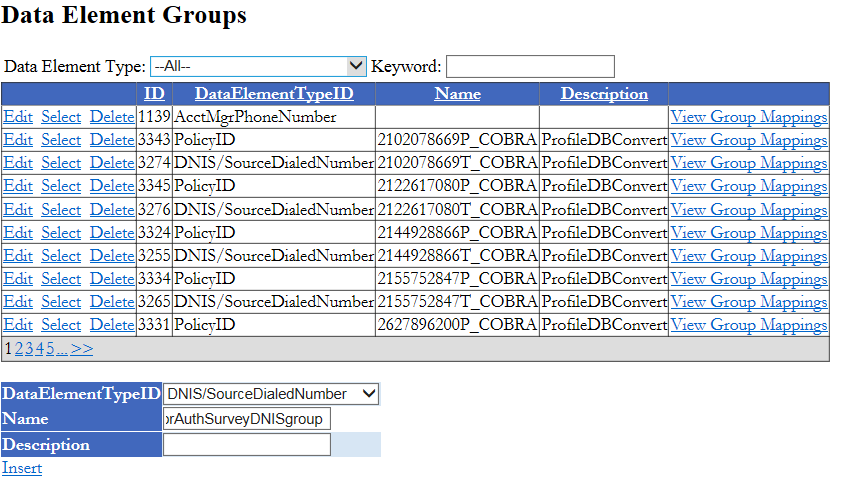 Data Element Groups
Data Element Type: --All-- Keyword:
ID DataElementTypeID Name Description
Edit Select Delete 1139 AcctMgrPhoneNumber View Group Mappings
Edit Select Delete 3343 PolicyID 2102078669P_COBRA ProfileDBConvert View Group Mappings
Edit Select Delete 3274 DNIS/SourceDialedNumber 2102078669T_COBRA ProfileDBConvert View Group Mappings
Edit Select Delete 3345 PolicyID 2122617080P_COBRA ProfileDBConvert View Group Mappings
Edit Select Delete 3276 DNIS/SourceDialedNumber 2122617080T_COBRA ProfileDBConvert View Group Mappings
Edit Select Delete 3324 PolicyID 2144928866P_COBRA ProfileDBConvert View Group Mappings
Edit Select Delete 3255 DNIS/SourceDialedNumber 2144928866T_COBRA ProfileDBConvert View Group Mappings
Edit Select Delete 3334 PolicyID 2155752847P_COBRA ProfileDBConvert View Group Mappings
Edit Select Delete 3265 DNIS/SourceDialedNumber 2155752847T_COBRA ProfileDBConvert View Group Mappings
Edit Select Delete 3331 PolicyID 2627896200P_COBRA ProfileDBConvert View Group Mappings
1 2 3 4 5 ... >>
DataElementTypeID DNIS/SourceDialedNumber
Name orAuthSurveyDNISgroup
Description
Insert